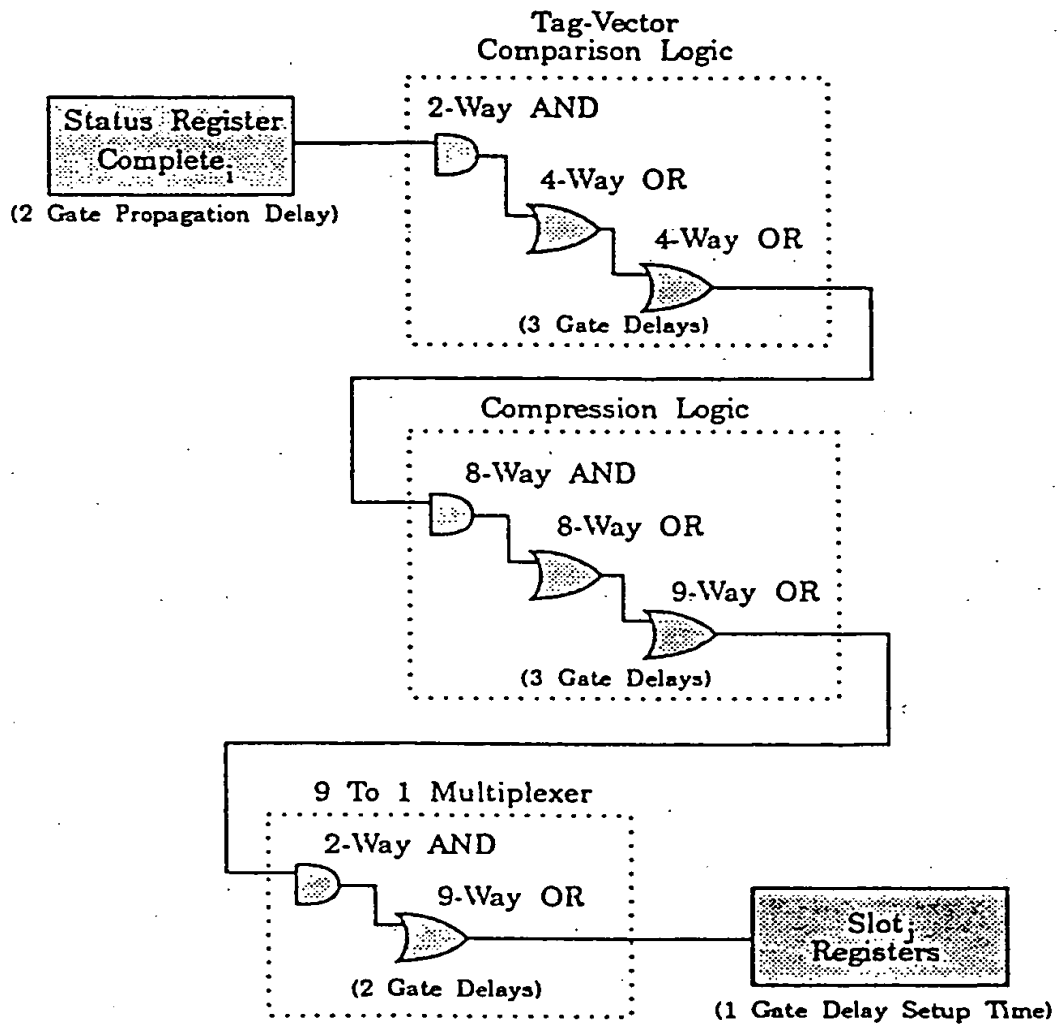 Tag-Vector
Comparison Logic
2-Way AND
Status Register
Complete_i
4-Way OR
(2 Gate Propagation Delay)
4-Way OR
(3 Gate Delays)
Compression Logic
8-Way AND
8-Way OR
9-Way OR
(3 Gate Delays)
9 To 1 Multiplexer
2-Way AND
9-Way OR
Slot_j
Registers
(2 Gate Delays)
(1 Gate Delay Setup Time)